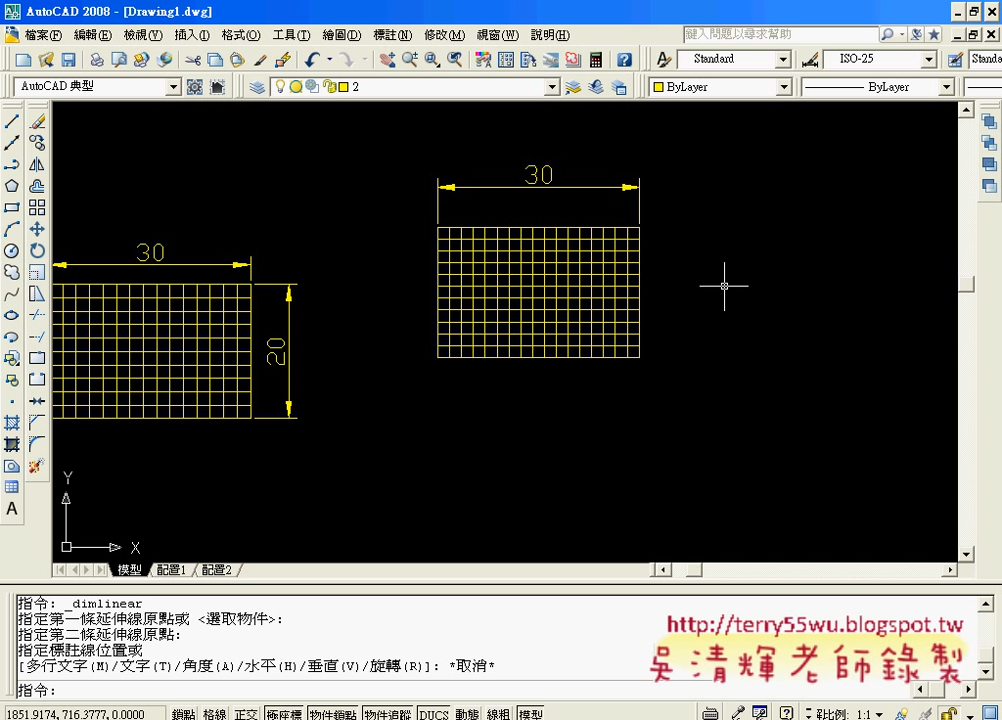 AutoCAD 2008 - [Drawing1.dwg]
檔案(F) 編輯(E) 檢視(V) 插入(I) 格式(O) 工具(T) 繪圖(D) 標註(N) 修改(M) 視窗(W) 說明(H) 鍵入問題以尋求幫助
Standard ISO-25 Standa
AutoCAD 典型 2 ByLayer ByLayer
30
30
20
Y
X
A
模型 配置1 配置2
指令: _dimlinear
指定第一條延伸線原點或 <選取物件>:
指定第二條延伸線原點:
指定標註線位置或
[多行文字(M)/文字(T)/角度(A)/水平(H)/垂直(V)/旋轉(R)]: *取消*
指令:
http://terry55wu.blogspot.tw
吳清輝老師錄製
1851.9174, 716.3777, 0.0000 鎖點 格線 正交 極座標 物件鎖點 物件追蹤 DUCS 動態 線粗 模型 1:1